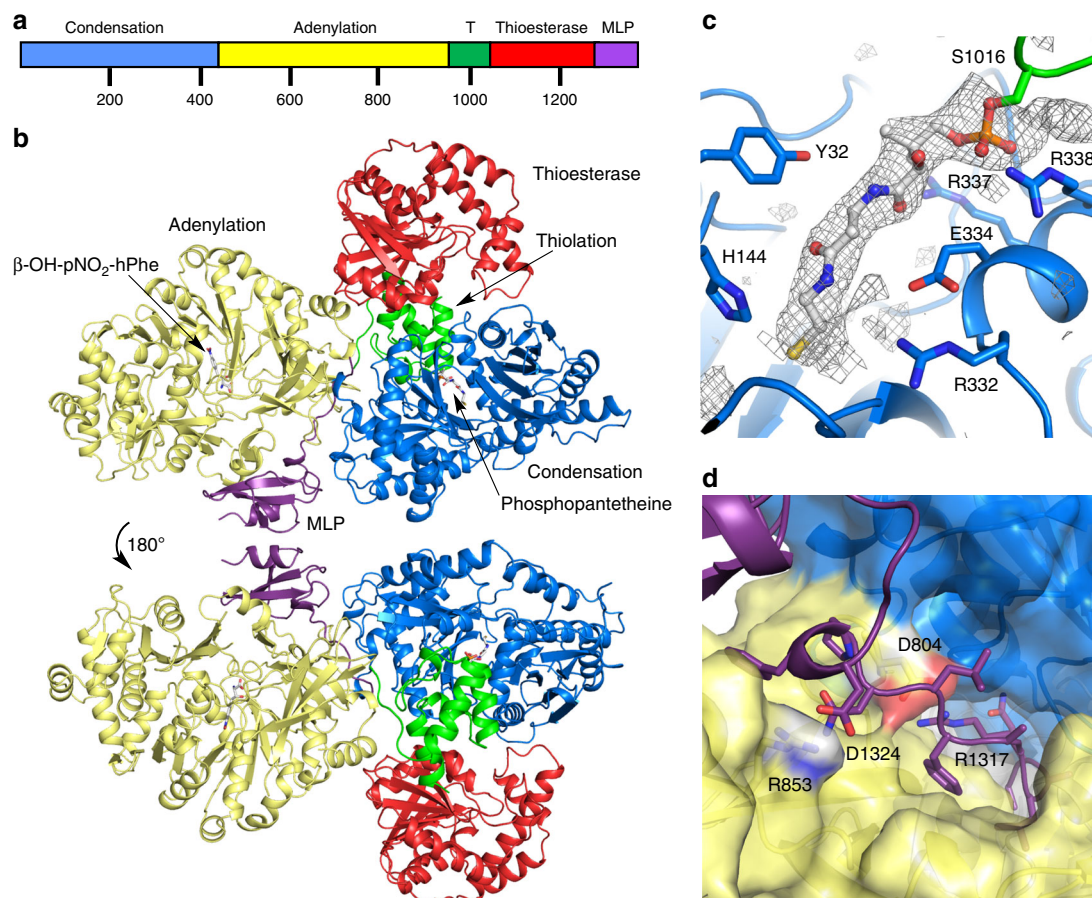 a
Condensation Adenylation T Thioesterase MLP
200 400 600 800 1000 1200
b
Thioesterase
Adenylation
Thiolation
β-OH-pNO₂-hPhe
Condensation
Phosphopantetheine
MLP
180°
c
S1016
Y32
R338
R337
E334
H144
R332
d
D804
D1324
R1317
R853